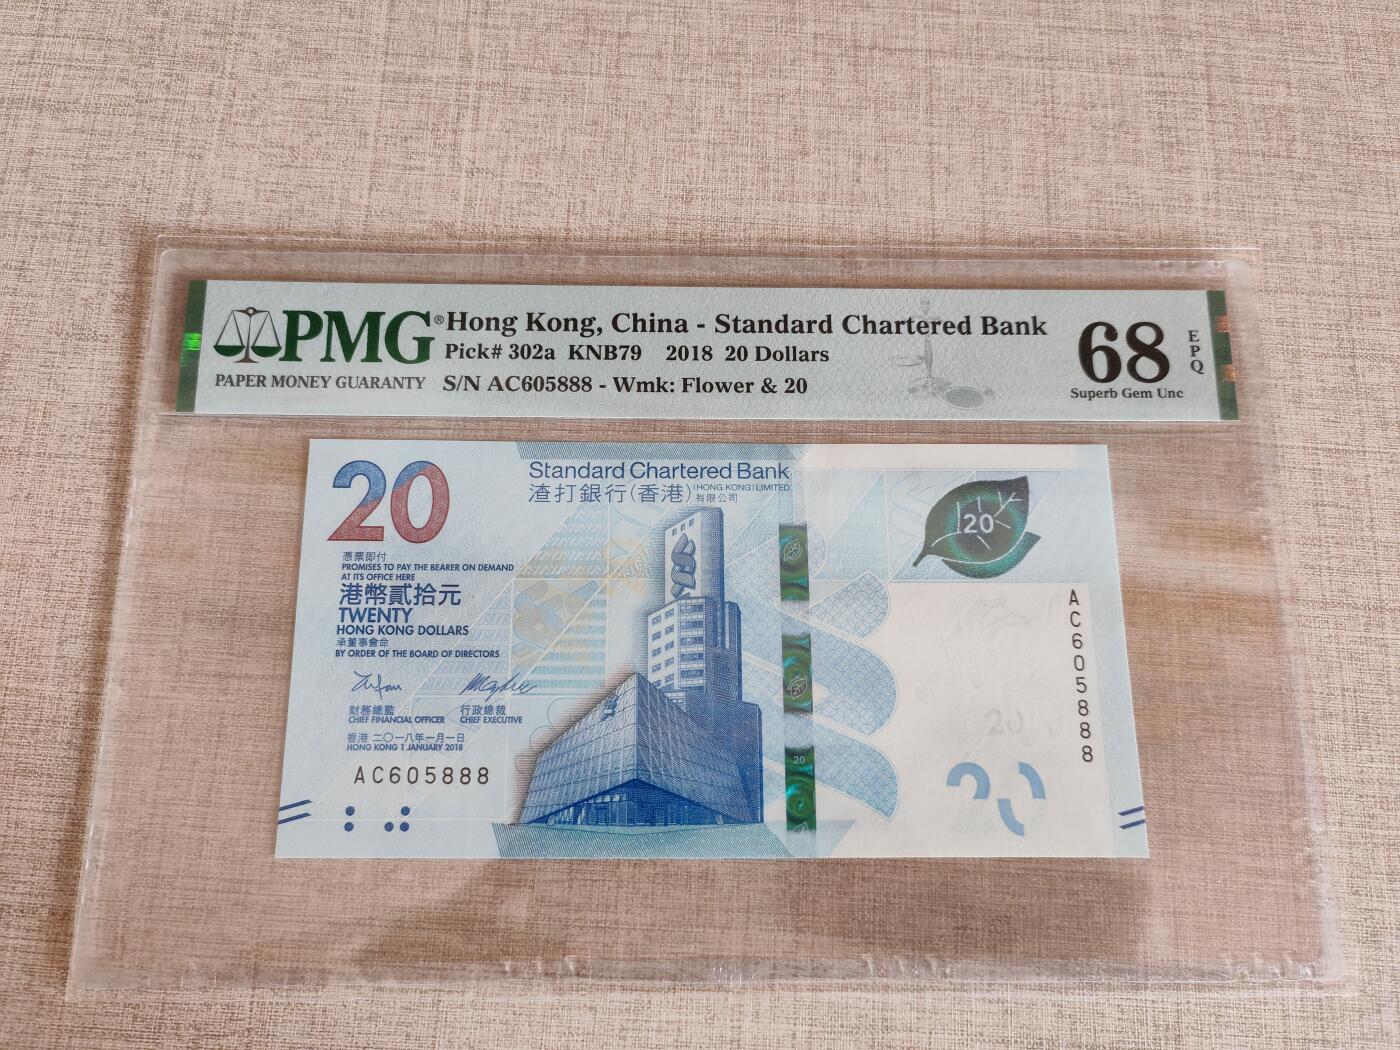 PMG®
PAPER MONEY GUARANTY
Hong Kong, China - Standard Chartered Bank
Pick# 302a KNB79 2018 20 Dollars
S/N AC605888 - Wmk: Flower & 20
68
EPQ
Superb Gem Unc
20
Standard Chartered Bank
渣打銀行(香港)
(HONG KONG) LIMITED
有限公司
憑票即付
PROMISES TO PAY THE BEARER ON DEMAND
AT ITS OFFICE HERE
港幣貳拾元
TWENTY
HONG KONG DOLLARS
承董事會命
BY ORDER OF THE BOARD OF DIRECTORS
財務總監 行政總裁
CHIEF FINANCIAL OFFICER CHIEF EXECUTIVE
香港 二〇一八年一月一日
HONG KONG 1 JANUARY 2018
AC605888
20
20
AC605888
20
20